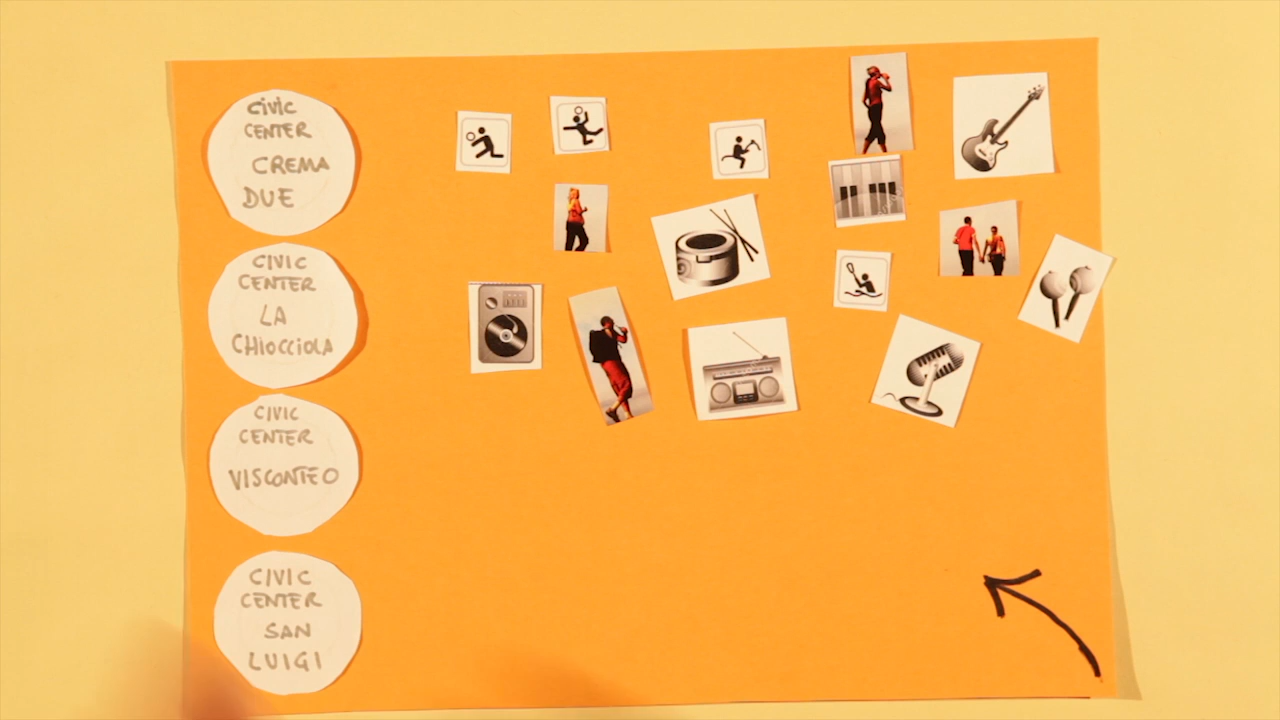 CIVIC
CENTER
CREMA
DUE
CIVIC
CENTER
LA
CHIOCCIOLA
CIVIC
CENTER
VISCONTEO
CIVIC
CENTER
SAN
LUIGI